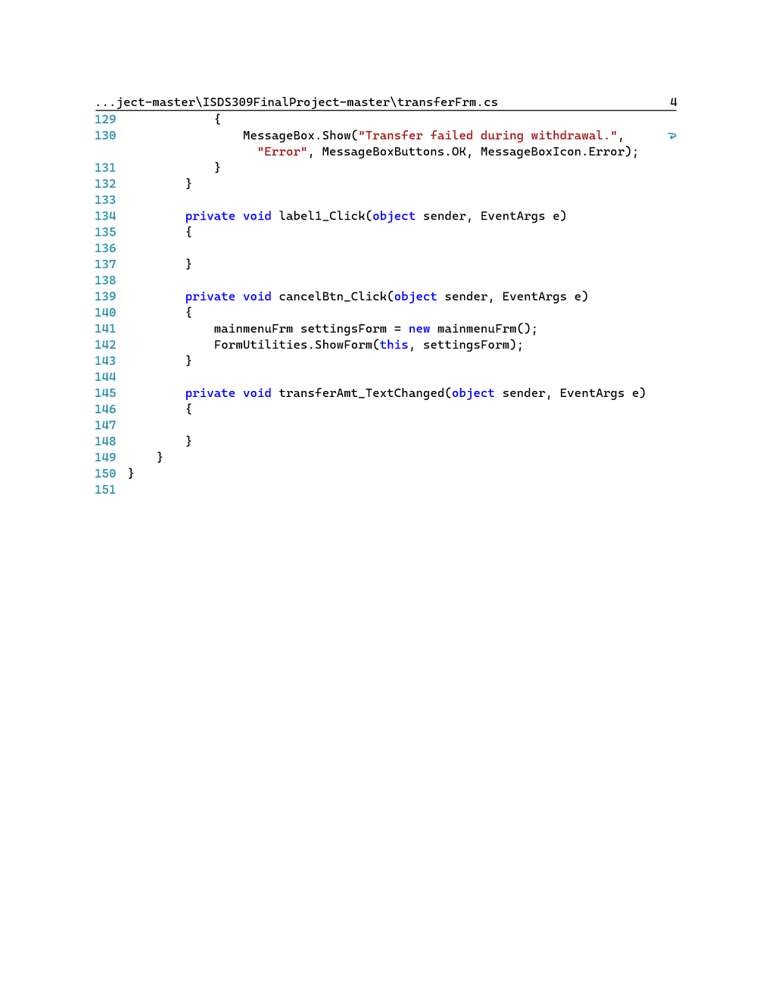 ...ject-master\ISDS309FinalProject-master\transferFrm.cs 4
129             {
130                 MessageBox.Show("Transfer failed during withdrawal.", ⮐
                  "Error", MessageBoxButtons.OK, MessageBoxIcon.Error);
131             }
132         }
133
134         private void label1_Click(object sender, EventArgs e)
135         {
136
137         }
138
139         private void cancelBtn_Click(object sender, EventArgs e)
140         {
141             mainmenuFrm settingsForm = new mainmenuFrm();
142             FormUtilities.ShowForm(this, settingsForm);
143         }
144
145         private void transferAmt_TextChanged(object sender, EventArgs e)
146         {
147
148         }
149     }
150 }
151